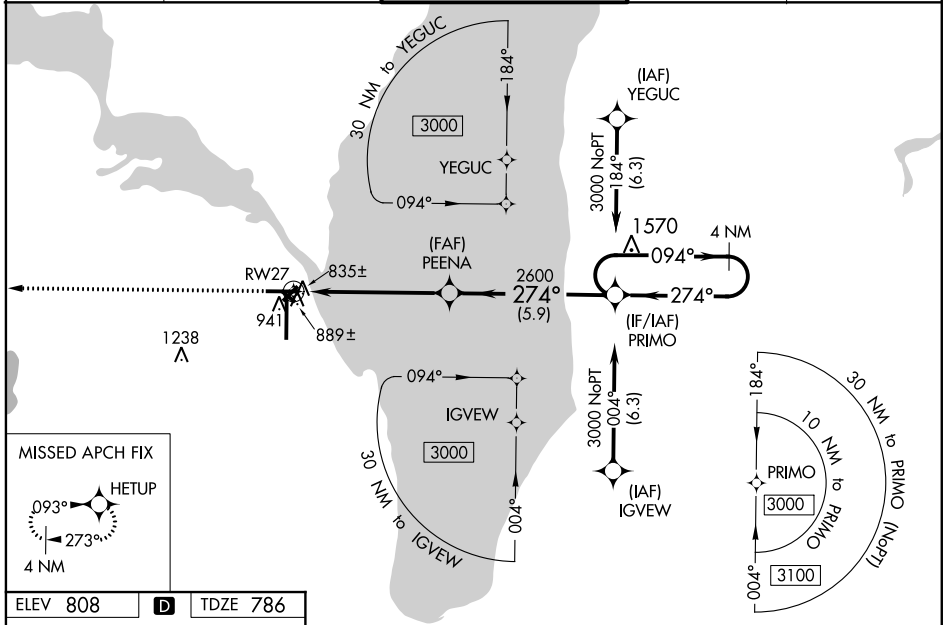 30 NM to YEGUC
184°
3000
YEGUC
094°
(IAF)
YEGUC
3000 NoPT
184°
(6.3)
1570
4 NM
094°
274°
(IF/IAF)
PRIMO
(FAF)
PEENA
2600
274°
(5.9)
RW27
835±
941
889±
1238
094°
IGVEW
3000
004°
30 NM to IGVEW
3000 NoPT
004°
(6.3)
(IAF)
IGVEW
184°
30 NM to PRIMO (NoPT)
10 NM to PRIMO
PRIMO
3000
004°
3100
MISSED APCH FIX
HETUP
093°
273°
4 NM
ELEV 808
D
TDZE 786